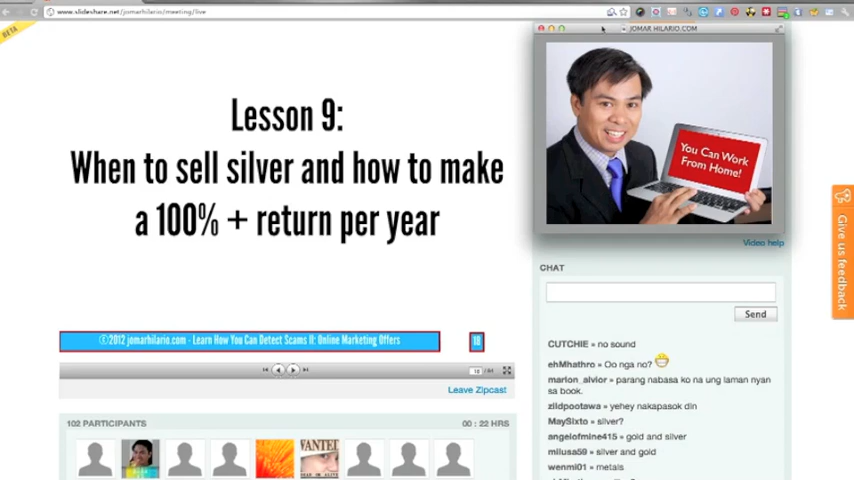 www.slideshare.net/jomarhilario/meeting/live
BETA
JOMAR HILARIO.COM
Lesson 9:
When to sell silver and how to make
a 100% + return per year
You Can Work
From Home!
Video help
Give us feedback
CHAT
Send
©2012 jomarhilario.com - Learn How You Can Detect Scams II: Online Marketing Offers
Leave Zipcast
CUTCHIE » no sound
ehMhathro » Oo nga no?
marlon_alvior » parang nabasa ko na ung laman nyan
sa book.
zildpootawa » yehey nakapasok din
MaySixto » silver?
angelofmine415 » gold and silver
milusa59 » silver and gold
wenmi01 » metals
102 PARTICIPANTS
00 : 22 HRS
WANTED